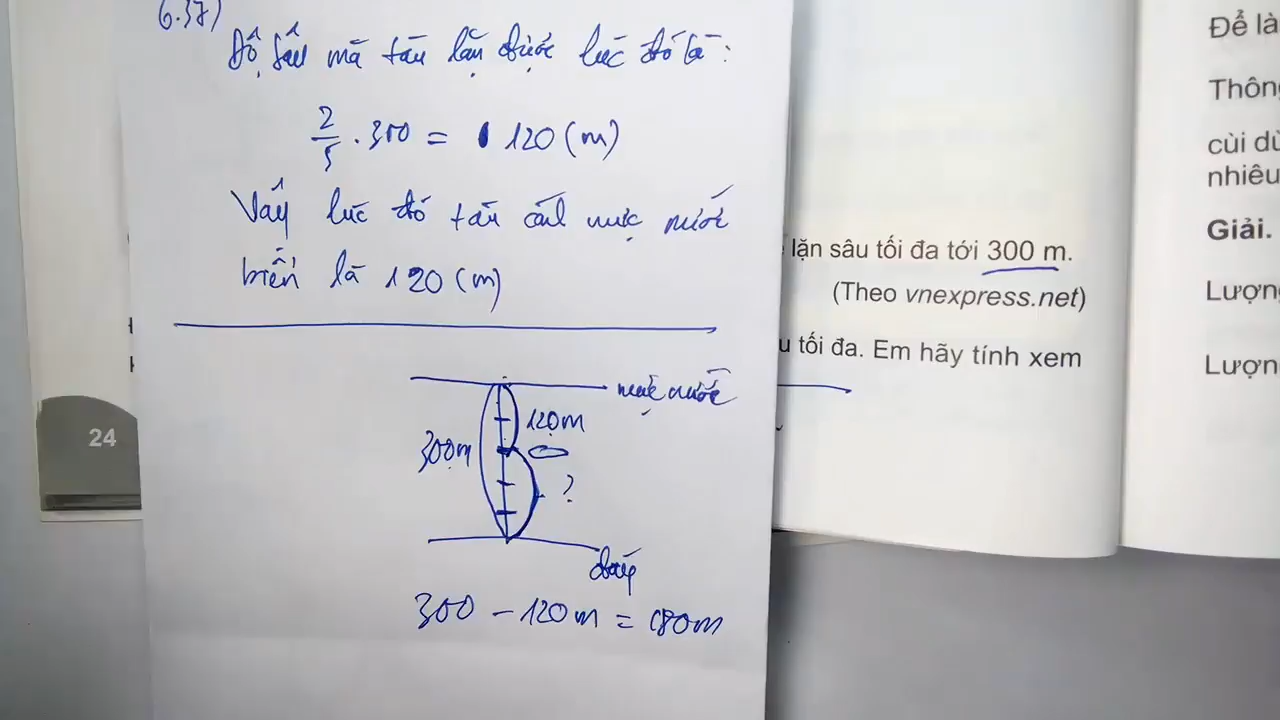 6.37)
Độ sâu mà tàu lặn được lúc đó là:
2/5 . 300 = 120 (m)
Vậy lúc đó tàu cách mực nước
biển là 120 (m)
mực nước
120m
300m
?
đáy
300 - 120m = 180m
24
lặn sâu tối đa tới 300 m.
(Theo vnexpress.net)
tối đa. Em hãy tính xem
Để là
Thông
cùi dù
nhiêu
Giải.
Lượng
Lượng